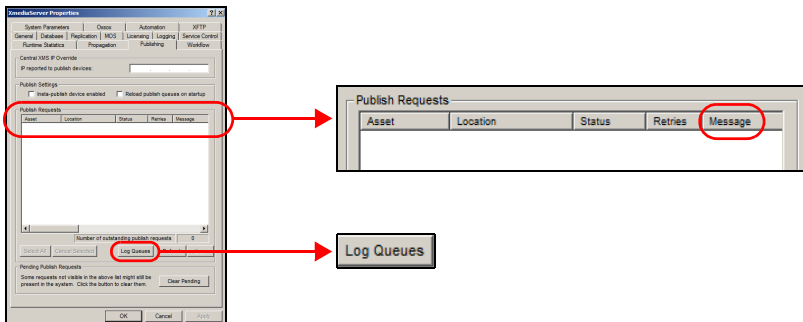 XmediaServer Properties
System Parameters Ossox Automation XFTP
General Database Replication MOS Licensing Logging Service Control
Runtime Statistics Propagation Publishing Workflow
Central XMS IP Override
IP reported to publish devices:
Publish Settings
Insta-publish device enabled Reload publish queues on startup
Publish Requests
Asset Location Status Retries Message
Number of outstanding publish requests: 0
Select All Cancel Selected Log Queues
Pending Publish Requests
Some requests not visible in the above list might still be
present in the system. Click the button to clear them.
Clear Pending
OK Cancel Apply
Publish Requests
Asset Location Status Retries Message
Log Queues